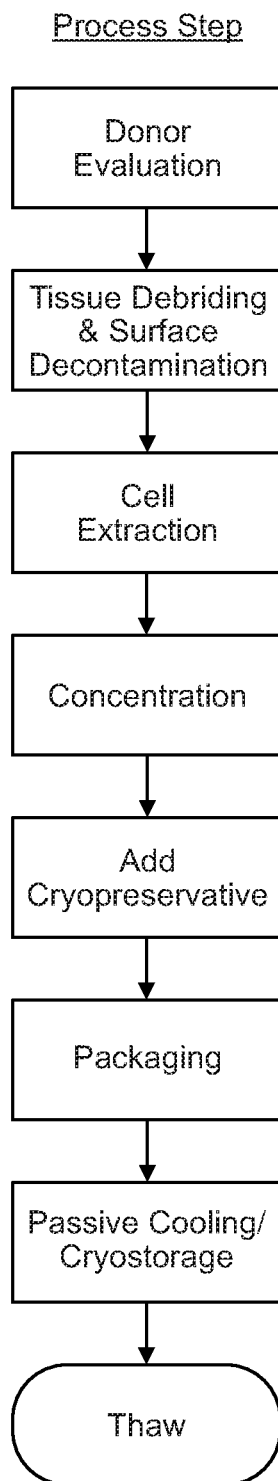 Process Step
Donor
Evaluation
Tissue Debriding
& Surface
Decontamination
Cell
Extraction
Concentration
Add
Cryopreservative
Packaging
Passive Cooling/
Cryostorage
Thaw